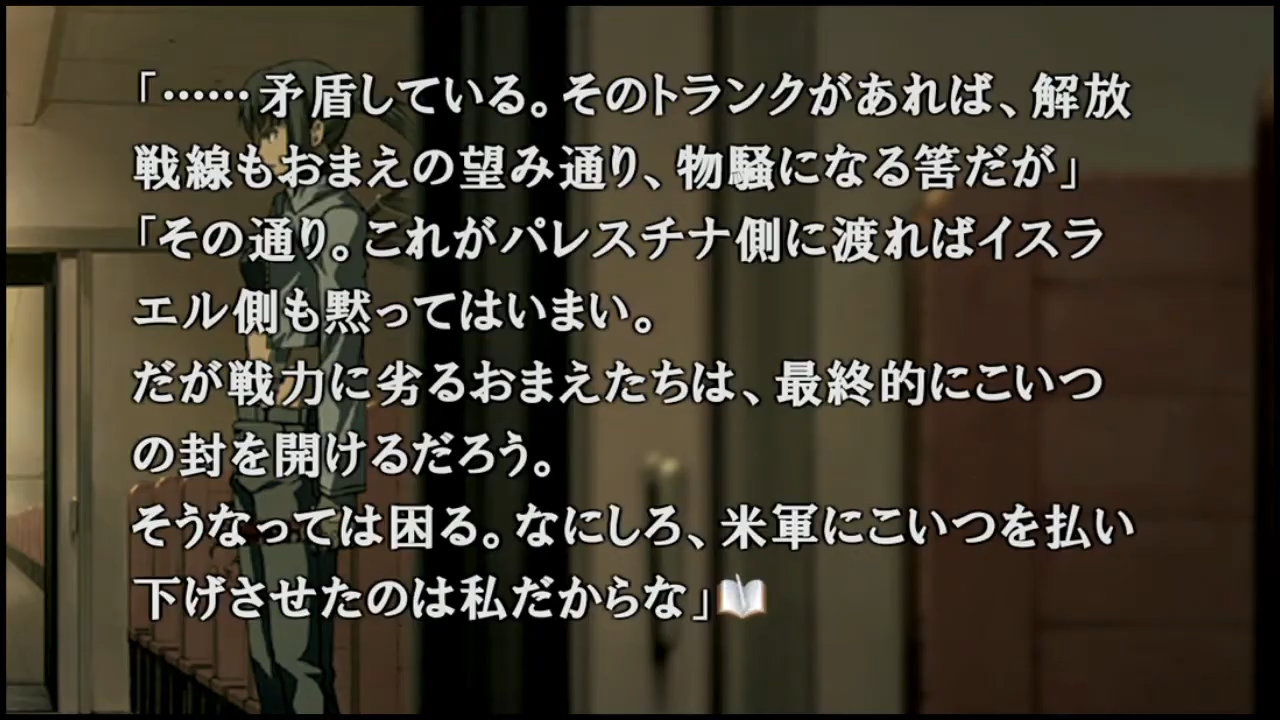 「……矛盾している。そのトランクがあれば、解放
戦線もおまえの望み通り、物騒になる筈だが」
「その通り。これがパレスチナ側に渡ればイスラ
エル側も黙ってはいまい。
だが戦力に劣るおまえたちは、最終的にこいつ
の封を開けるだろう。
そうなっては困る。なにしろ、米軍にこいつを払い
下げさせたのは私だからな」